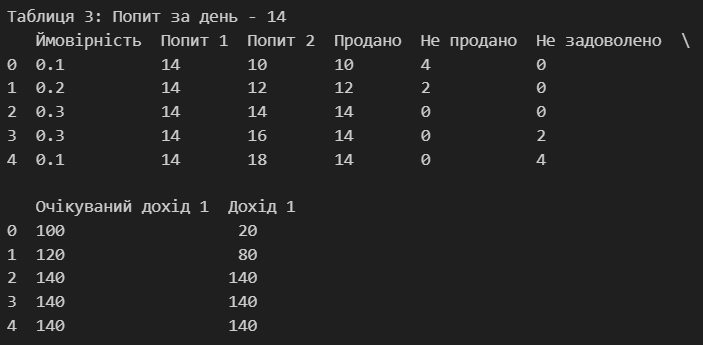 Таблиця 3: Попит за день - 14
Ймовірність Попит 1 Попит 2 Продано Не продано Не задоволено \
0 0.1 14 10 10 4 0
1 0.2 14 12 12 2 0
2 0.3 14 14 14 0 0
3 0.3 14 16 14 0 2
4 0.1 14 18 14 0 4
Очікуваний дохід 1 Дохід 1
0 100 20
1 120 80
2 140 140
3 140 140
4 140 140